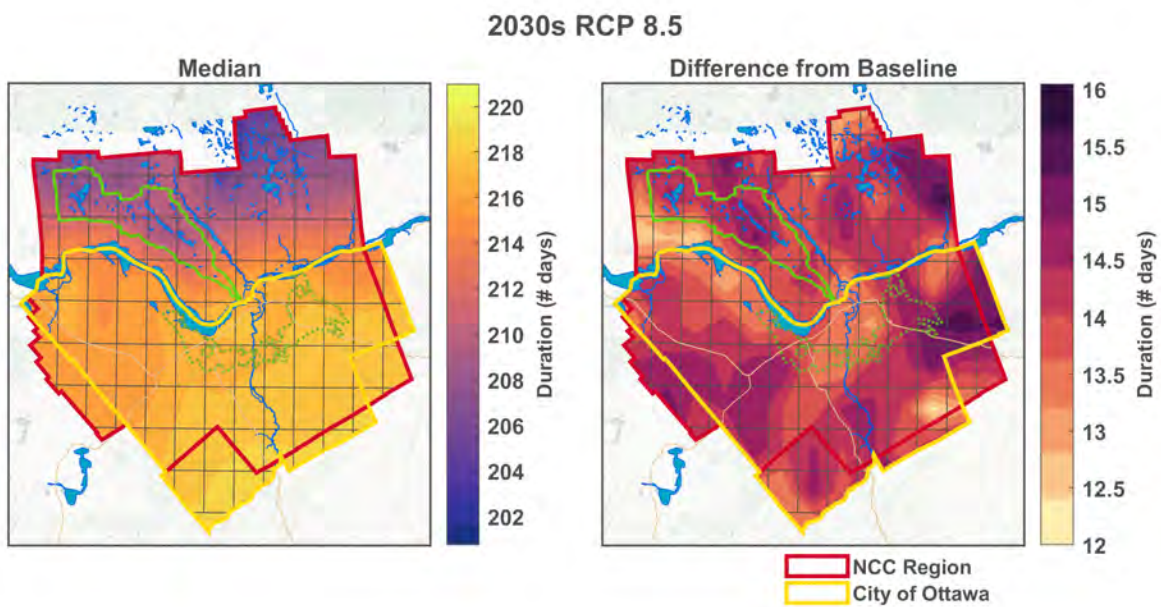 2030s RCP 8.5
Median
Difference from Baseline
220
218
216
214
212
210
208
206
204
202
Duration (# days)
16
15.5
15
14.5
14
13.5
13
12.5
12
Duration (# days)
NCC Region
City of Ottawa